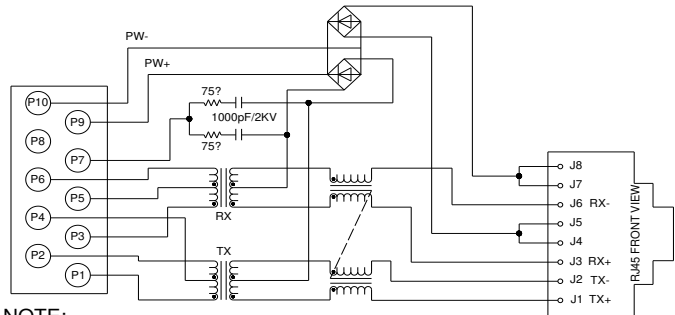 PW-
PW+
P10
P9
P8
P7
P6
P5
P4
P3
P2
P1
75?
1000pF/2KV
75?
RX
TX
J8
J7
J6 RX-
J5
J4
J3 RX+
J2 TX-
J1 TX+
RJ45 FRONT VIEW
NOTE: